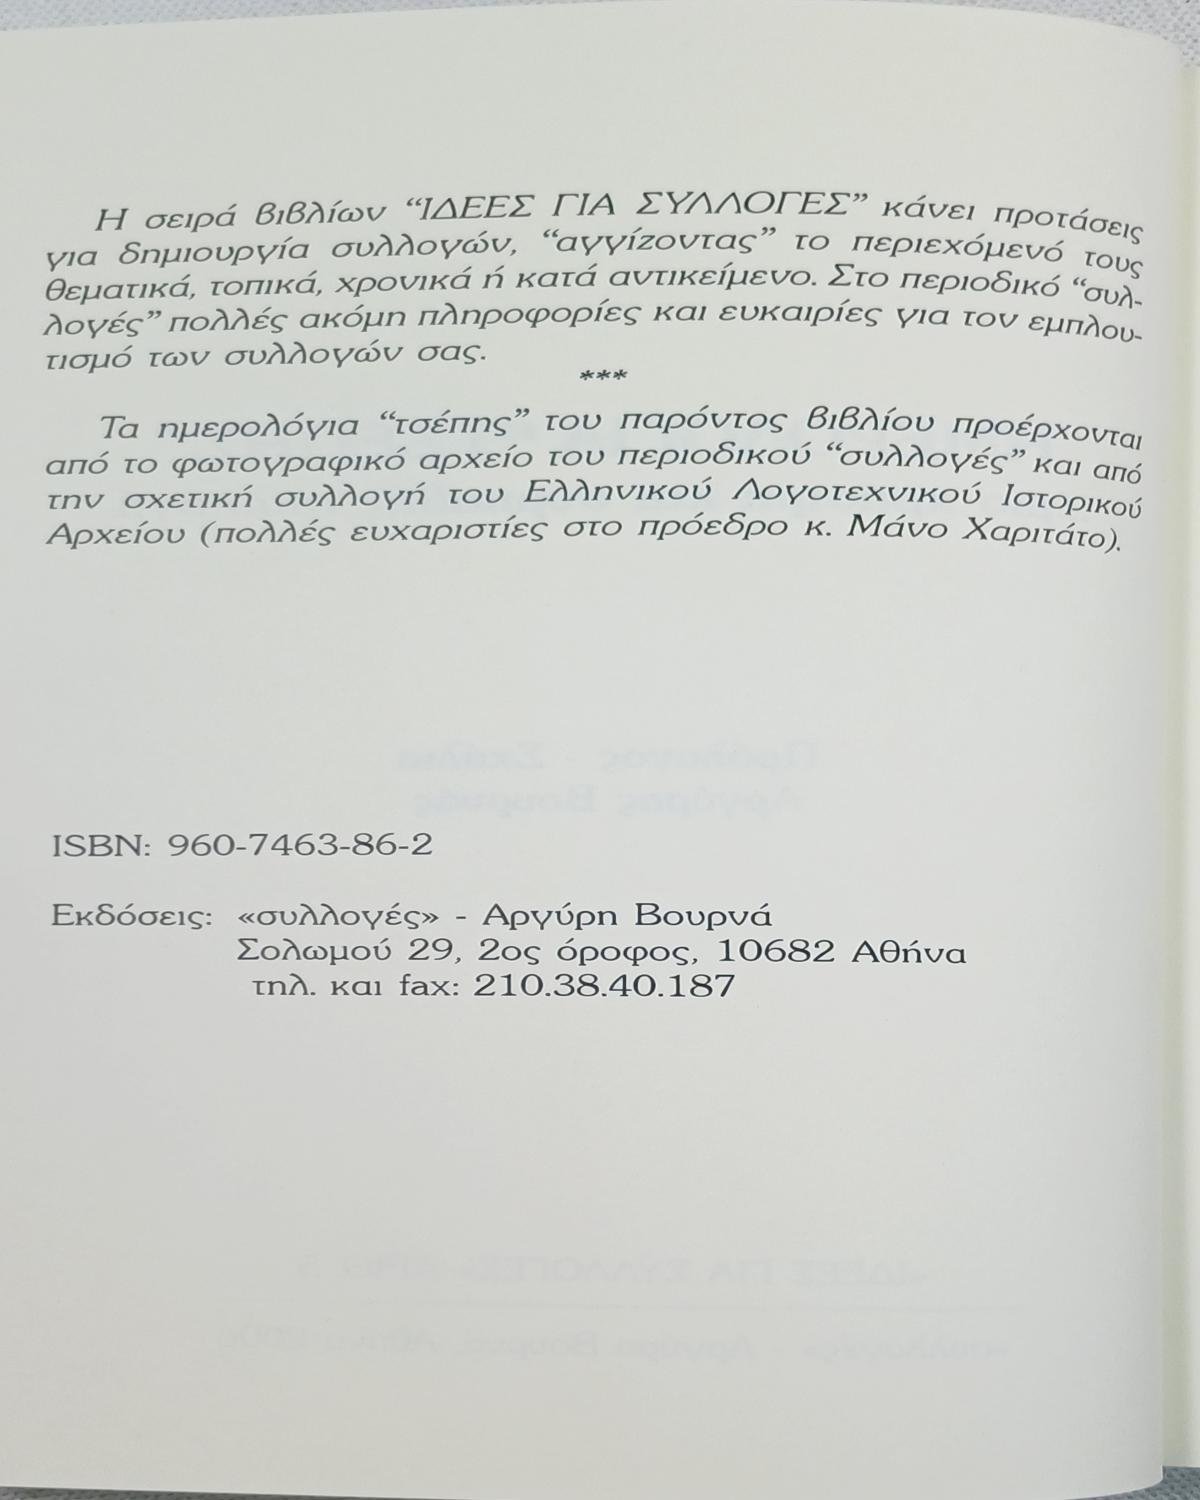 Η σειρά βιβλίων “ΙΔΕΕΣ ΓΙΑ ΣΥΛΛΟΓΕΣ” κάνει προτάσεις
για δημιουργία συλλογών, “αγγίζοντας” το περιεχόμενό τους
θεματικά, τοπικά, χρονικά ή κατά αντικείμενο. Στο περιοδικό “συλ-
λογές” πολλές ακόμη πληροφορίες και ευκαιρίες για τον εμπλου-
τισμό των συλλογών σας.
***
Τα ημερολόγια “τσέπης” του παρόντος βιβλίου προέρχονται
από το φωτογραφικό αρχείο του περιοδικού “συλλογές” και από
την σχετική συλλογή του Ελληνικού Λογοτεχνικού Ιστορικού
Αρχείου (πολλές ευχαριστίες στο πρόεδρο κ. Μάνο Χαριτάτο).
ISBN: 960-7463-86-2
Εκδόσεις: «συλλογές» - Αργύρη Βουρνά
Σολωμού 29, 2ος όροφος, 10682 Αθήνα
τηλ. και fax: 210.38.40.187